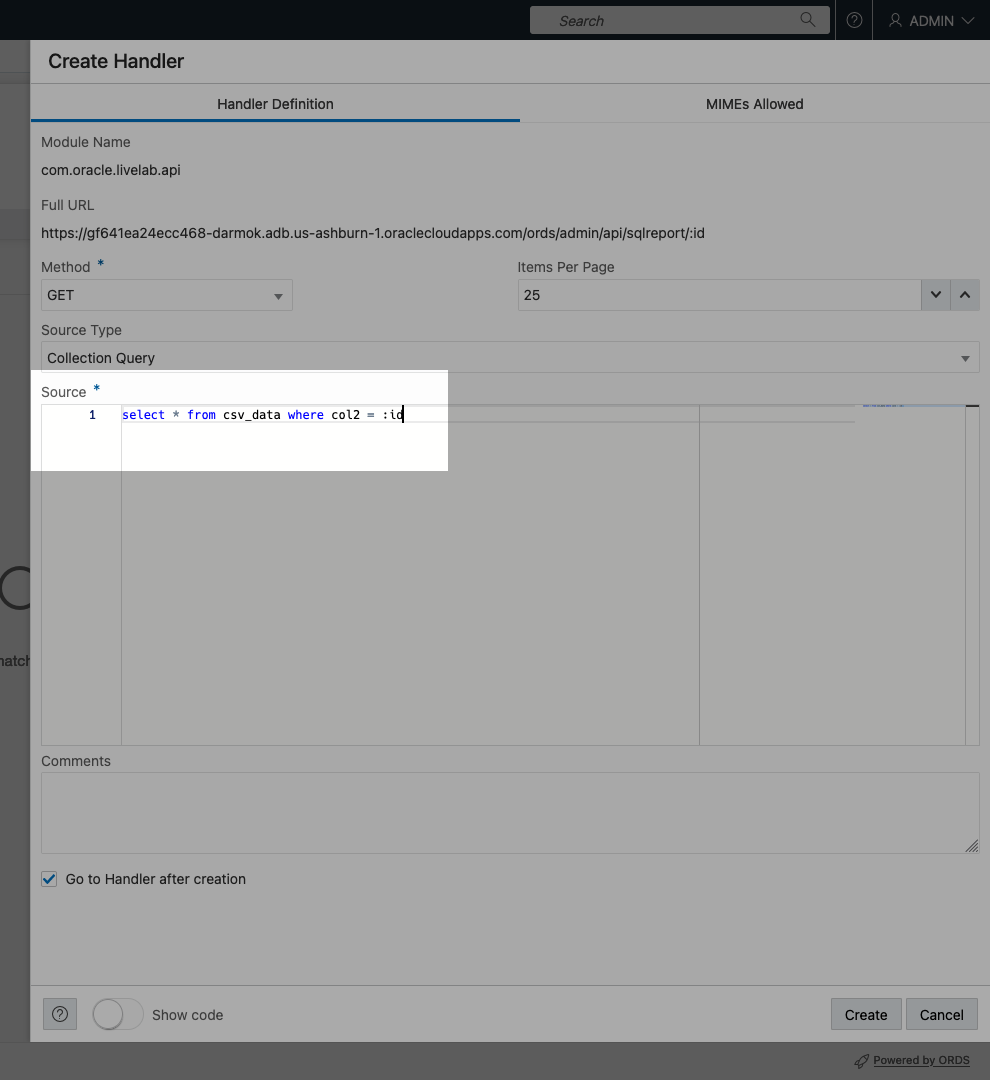 Search
ADMIN
Create Handler
Handler Definition
MIMEs Allowed
Module Name
com.oracle.livelab.api
Full URL
https://gf641ea24ecc468-darmok.adb.us-ashburn-1.oraclecloudapps.com/ords/admin/api/sqlreport/:id
Method *
Items Per Page
GET
25
Source Type
Collection Query
Source *
1 select * from csv_data where col2 = :id
Comments
Go to Handler after creation
Show code
Create
Cancel
Powered by ORDS